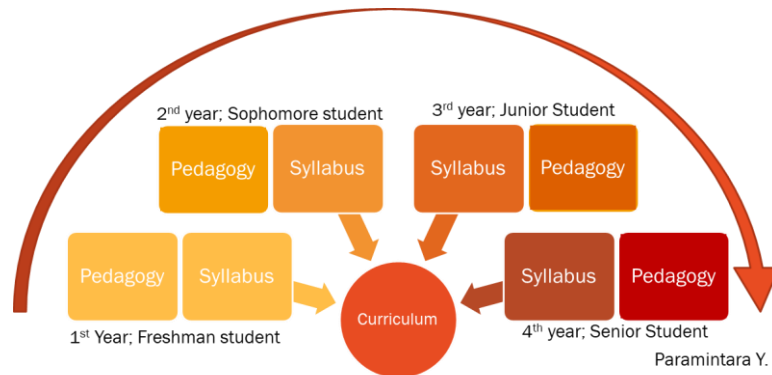 2nd year; Sophomore student
3rd year; Junior Student
Pedagogy
Syllabus
Syllabus
Pedagogy
Pedagogy
Syllabus
Syllabus
Pedagogy
Curriculum
1st Year; Freshman student
4th year; Senior Student
Paramintara Y.